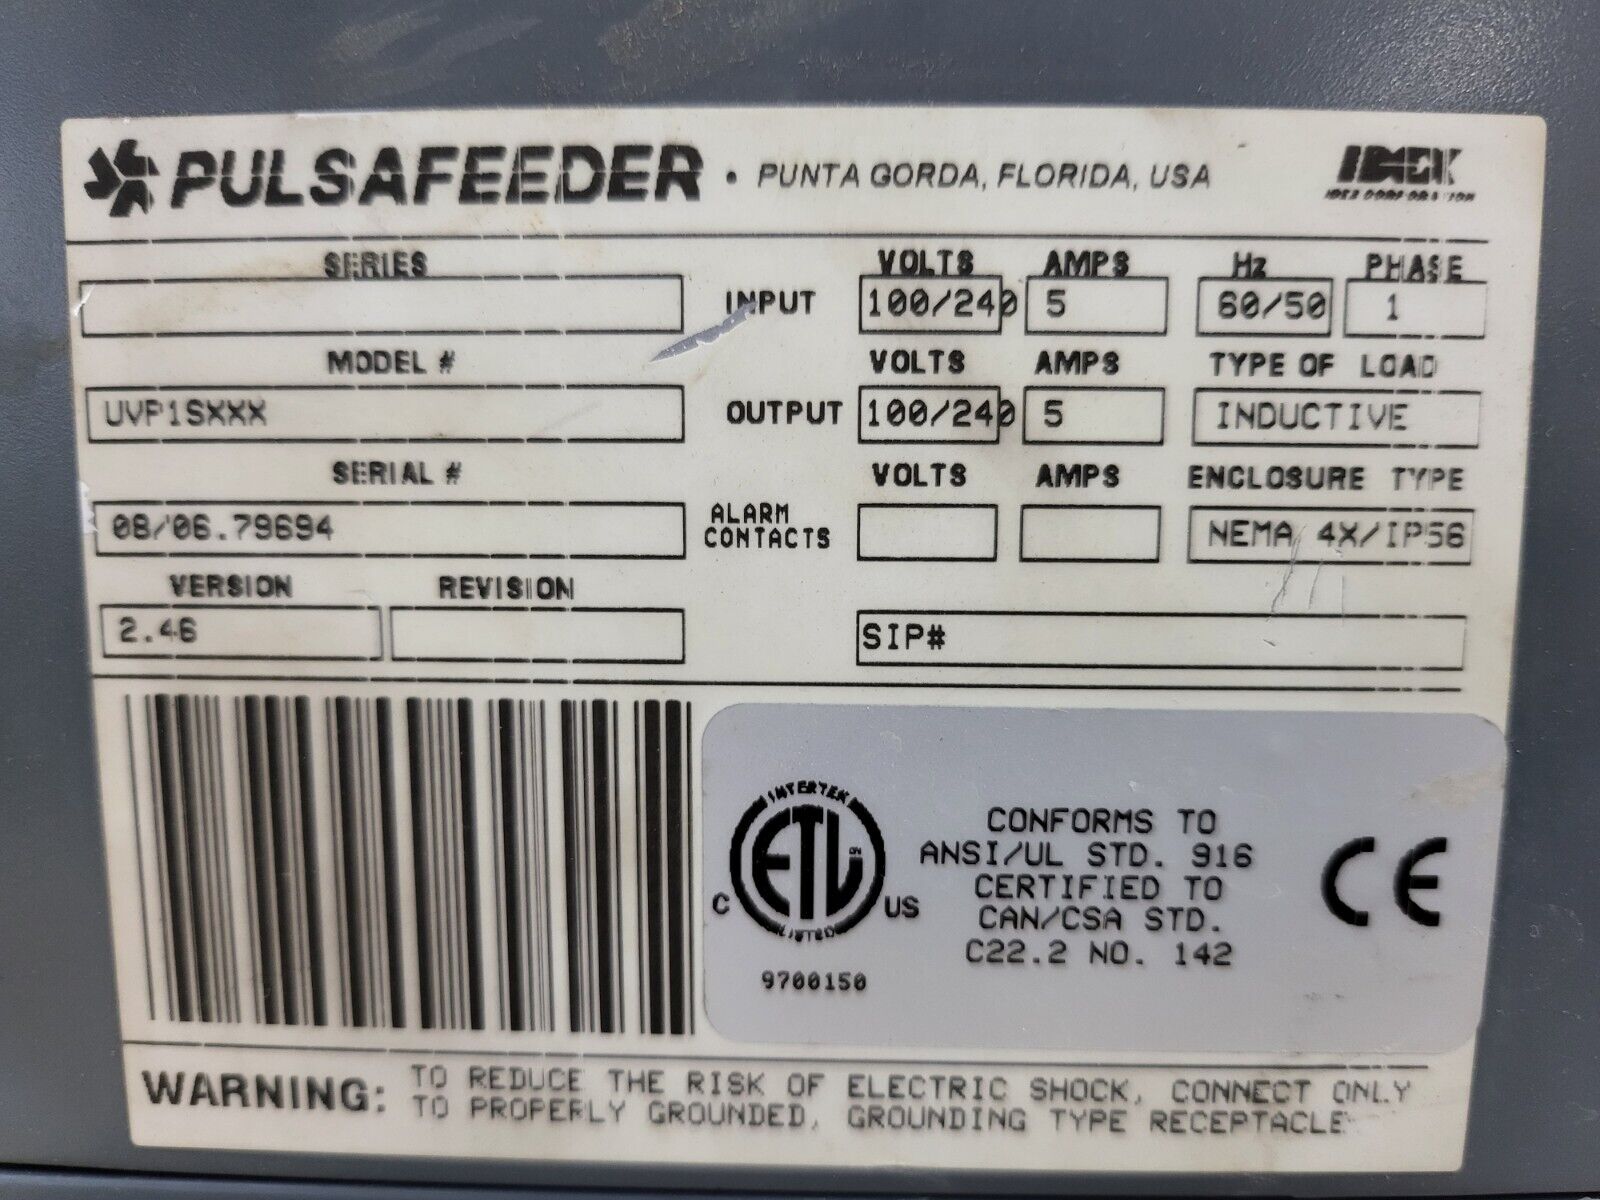 PULSAFEEDER • PUNTA GORDA, FLORIDA, USA
IDEX
IDEX CORPORATION
SERIES
VOLTS AMPS Hz PHASE
INPUT 100/240 5 60/50 1
MODEL #
VOLTS AMPS TYPE OF LOAD
UVP1SXXX
OUTPUT 100/240 5 INDUCTIVE
SERIAL #
VOLTS AMPS ENCLOSURE TYPE
08/06.79694
ALARM
CONTACTS
NEMA 4X/IP56
VERSION REVISION
2.46
SIP#
INTERTEK
ETL
LISTED
C US
9700150
CONFORMS TO
ANSI/UL STD. 916
CERTIFIED TO
CAN/CSA STD.
C22.2 NO. 142
CE
WARNING: TO REDUCE THE RISK OF ELECTRIC SHOCK, CONNECT ONLY
TO PROPERLY GROUNDED, GROUNDING TYPE RECEPTACLE